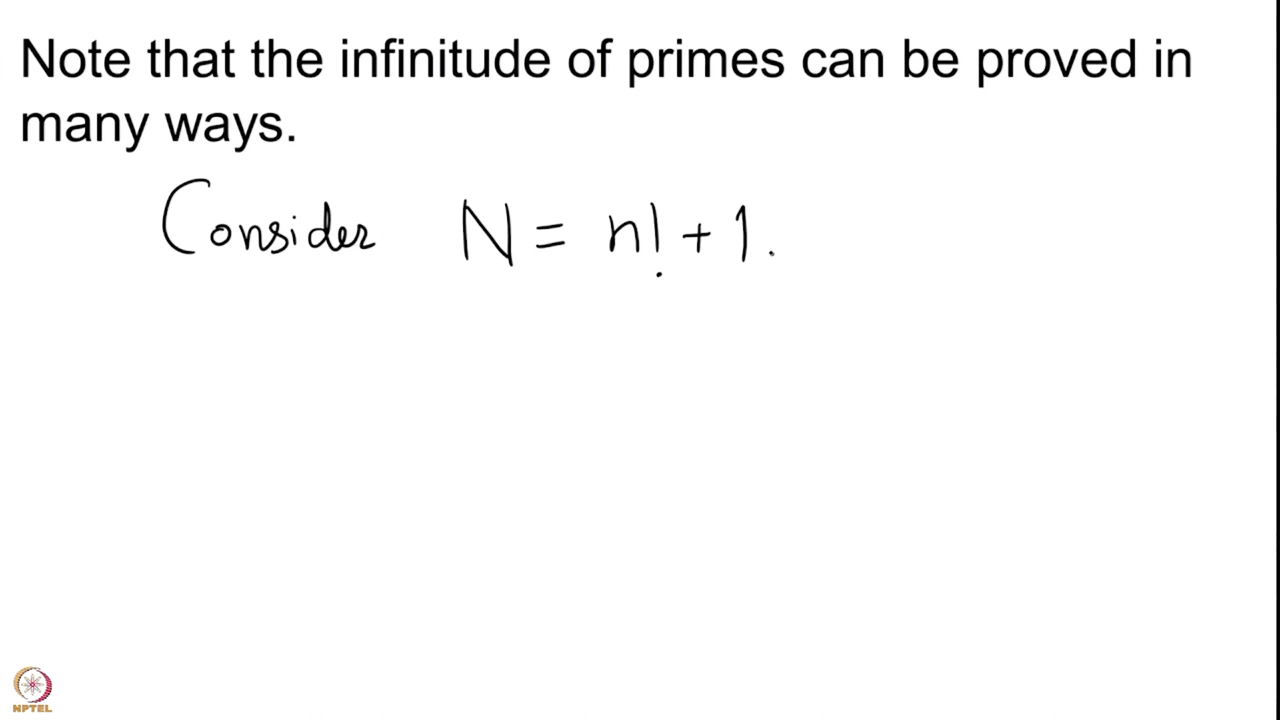 Note that the infinitude of primes can be proved in
many ways.
Consider N = n! + 1.
NPTEL